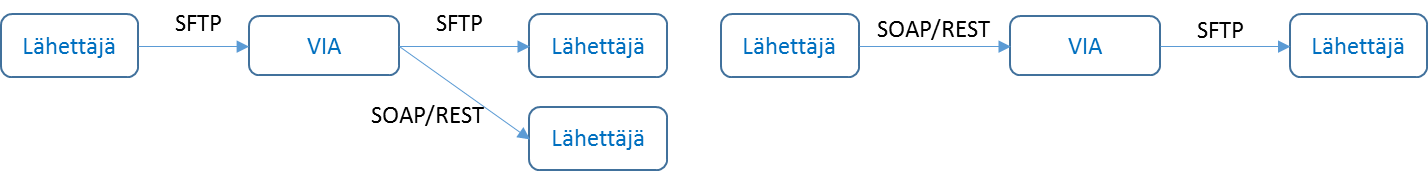 SFTP
SFTP
Lähettäjä
VIA
Lähettäjä
SOAP/REST
Lähettäjä
SOAP/REST
SFTP
Lähettäjä
VIA
Lähettäjä